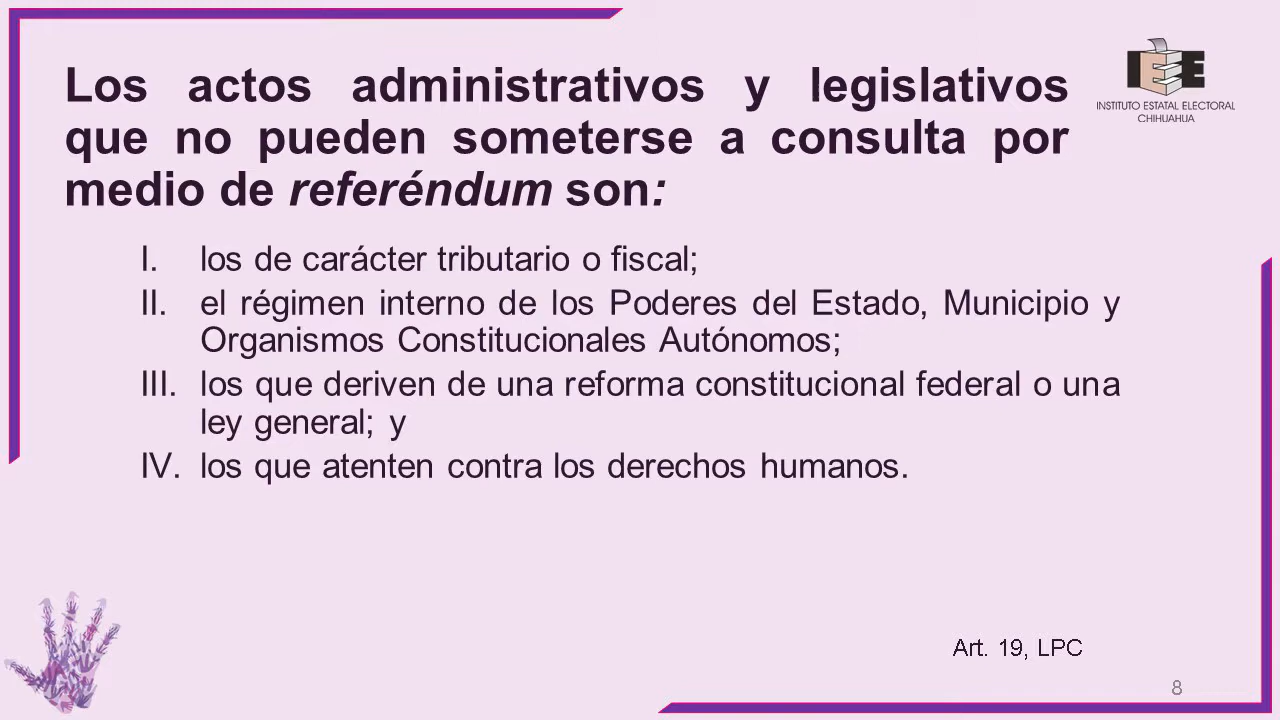 Los actos administrativos y legislativos
que no pueden someterse a consulta por
medio de referéndum son:
IEE
INSTITUTO ESTATAL ELECTORAL
CHIHUAHUA
I. los de carácter tributario o fiscal;
II. el régimen interno de los Poderes del Estado, Municipio y
Organismos Constitucionales Autónomos;
III. los que deriven de una reforma constitucional federal o una
ley general; y
IV. los que atenten contra los derechos humanos.
Art. 19, LPC
8